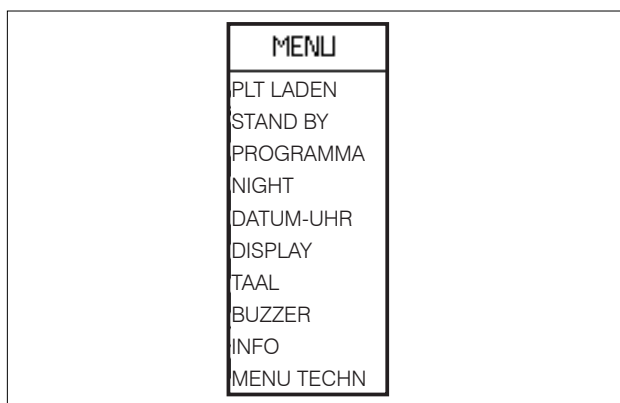 MENU
PLT LADEN
STAND BY
PROGRAMMA
NIGHT
DATUM-UHR
DISPLAY
TAAL
BUZZER
INFO
MENU TECHN